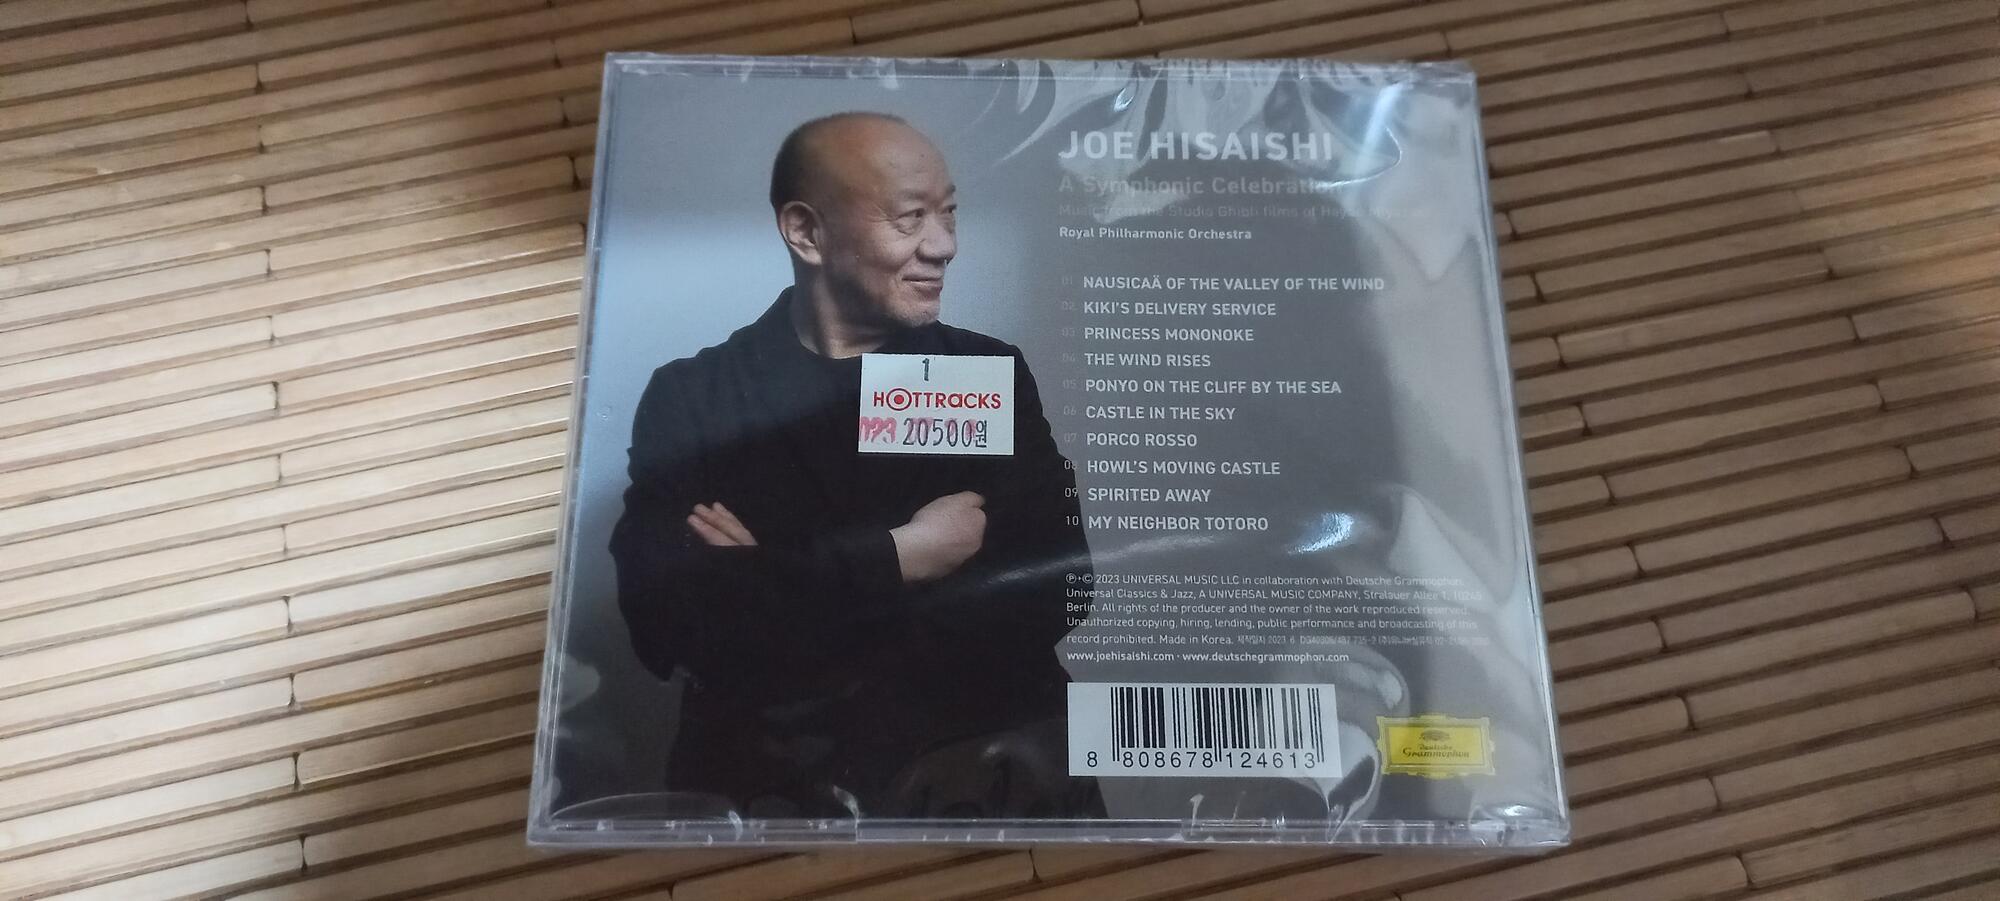 JOE HISAISHI
A Symphonic Celebration
Music from the Studio Ghibli films of Hayao Miyazaki
Royal Philharmonic Orchestra
01 NAUSICAÄ OF THE VALLEY OF THE WIND
02 KIKI'S DELIVERY SERVICE
03 PRINCESS MONONOKE
04 THE WIND RISES
05 PONYO ON THE CLIFF BY THE SEA
06 CASTLE IN THE SKY
07 PORCO ROSSO
08 HOWL'S MOVING CASTLE
09 SPIRITED AWAY
10 MY NEIGHBOR TOTORO
1
HOTTRACKS
20500원
℗+© 2023 UNIVERSAL MUSIC LLC in collaboration with Deutsche Grammophon.
Universal Classics & Jazz, A UNIVERSAL MUSIC COMPANY, Stralauer Allee 1, 10245
Berlin. All rights of the producer and the owner of the work reproduced reserved.
Unauthorized copying, hiring, lending, public performance and broadcasting of this
record prohibited. Made in Korea. 제작일자 2023. 6
www.joehisaishi.com · www.deutschegrammophon.com
8 808678 124613
Deutsche
Grammophon